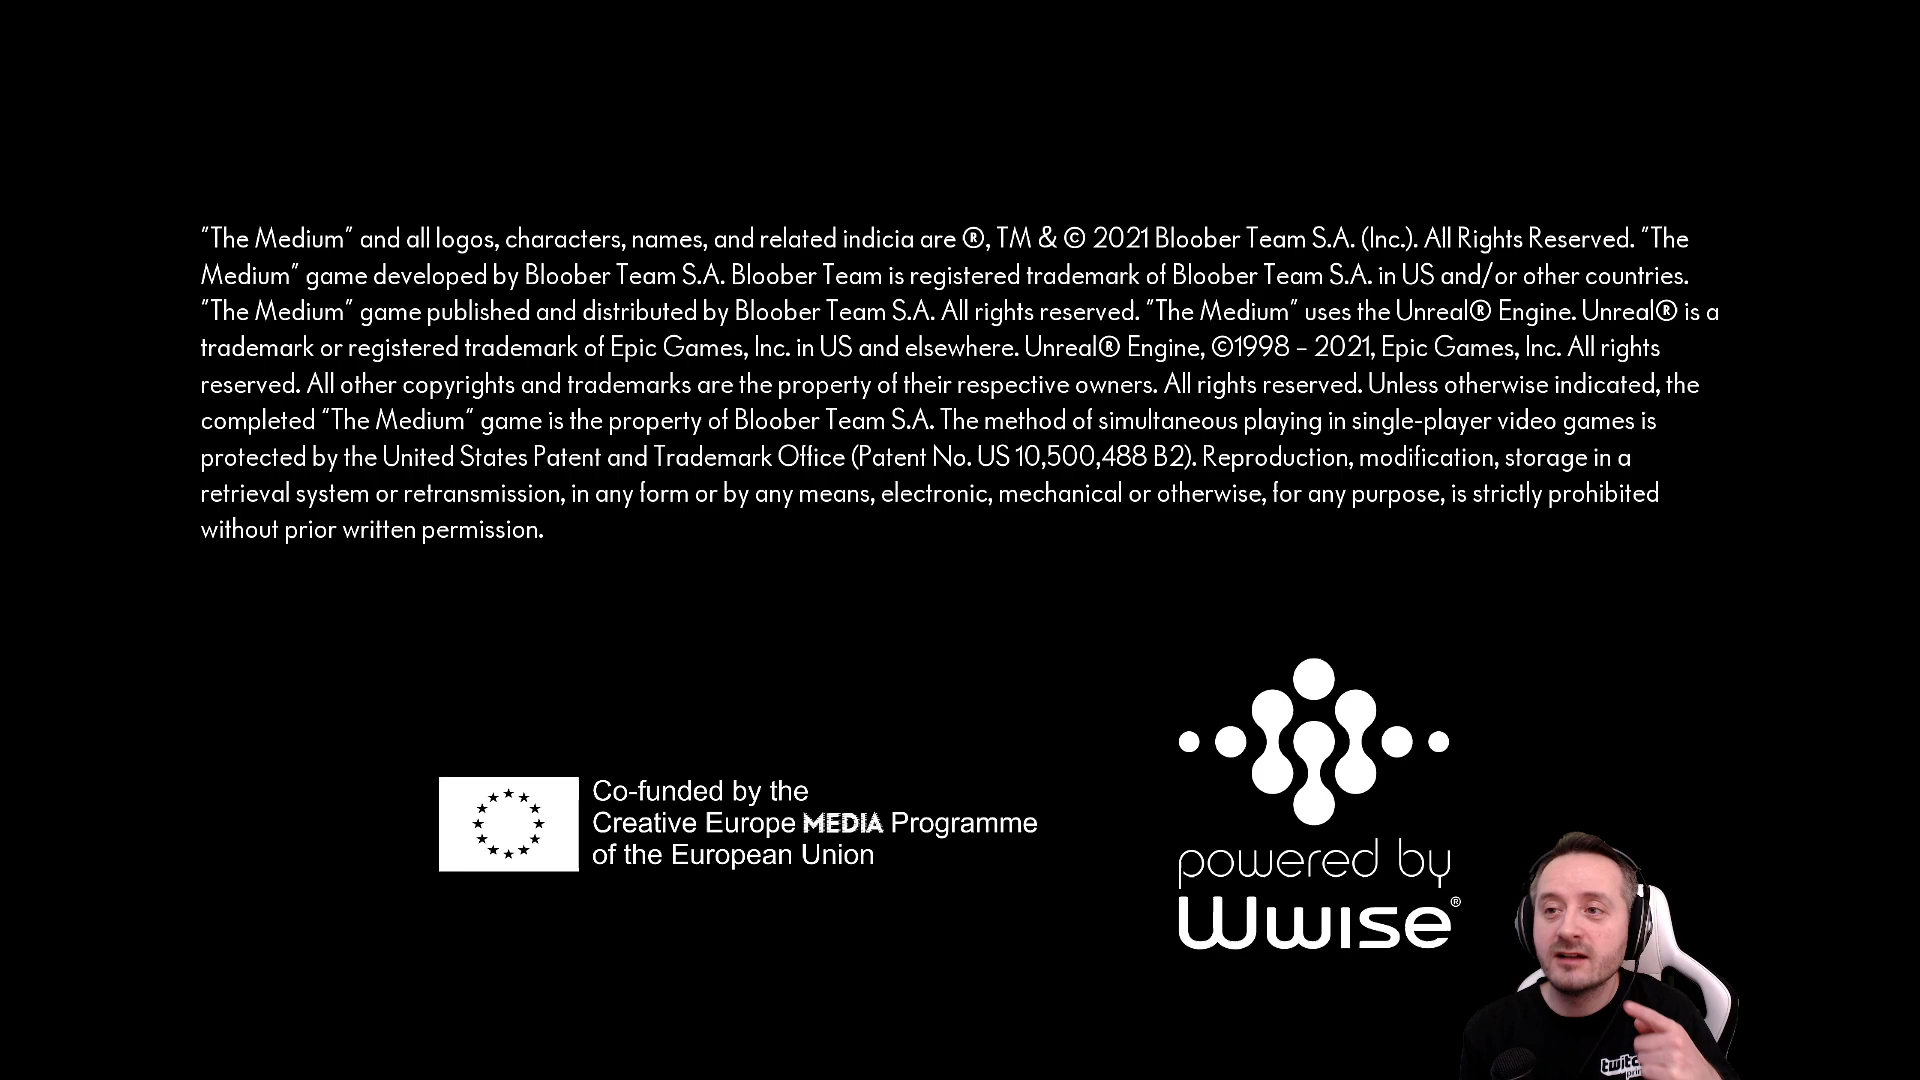 "The Medium" and all logos, characters, names, and related indicia are ®, TM & © 2021 Bloober Team S.A. (Inc.). All Rights Reserved. "The
Medium" game developed by Bloober Team S.A. Bloober Team is registered trademark of Bloober Team S.A. in US and/or other countries.
"The Medium" game published and distributed by Bloober Team S.A. All rights reserved. "The Medium" uses the Unreal® Engine. Unreal® is a
trademark or registered trademark of Epic Games, Inc. in US and elsewhere. Unreal® Engine, ©1998 – 2021, Epic Games, Inc. All rights
reserved. All other copyrights and trademarks are the property of their respective owners. All rights reserved. Unless otherwise indicated, the
completed "The Medium" game is the property of Bloober Team S.A. The method of simultaneous playing in single-player video games is
protected by the United States Patent and Trademark Office (Patent No. US 10,500,488 B2). Reproduction, modification, storage in a
retrieval system or retransmission, in any form or by any means, electronic, mechanical or otherwise, for any purpose, is strictly prohibited
without prior written permission.
Co-funded by the
Creative Europe MEDIA Programme
of the European Union
powered by
Wwise®